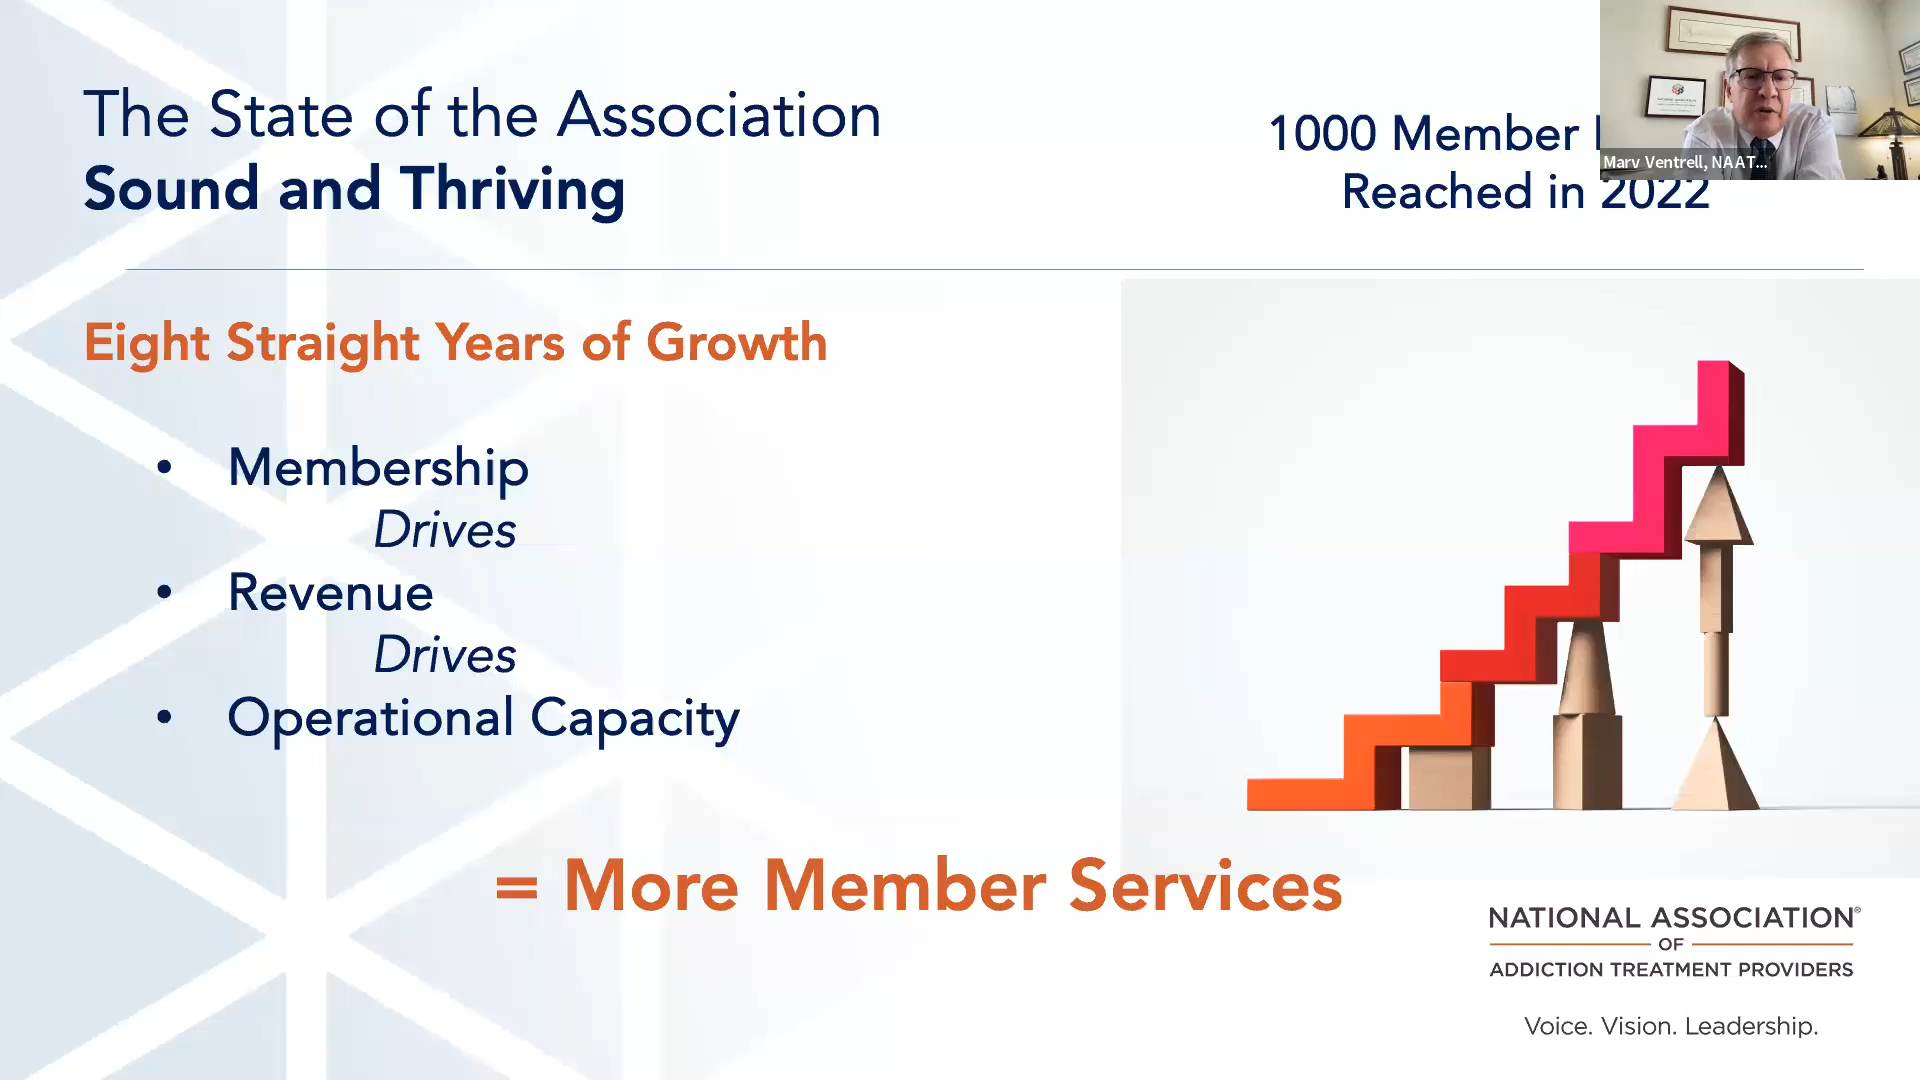 The State of the Association
Sound and Thriving
1000 Member
Reached in 2022
Marv Ventrell, NAAT...
Eight Straight Years of Growth
• Membership
Drives
• Revenue
Drives
• Operational Capacity
= More Member Services
NATIONAL ASSOCIATION®
OF
ADDICTION TREATMENT PROVIDERS
Voice. Vision. Leadership.